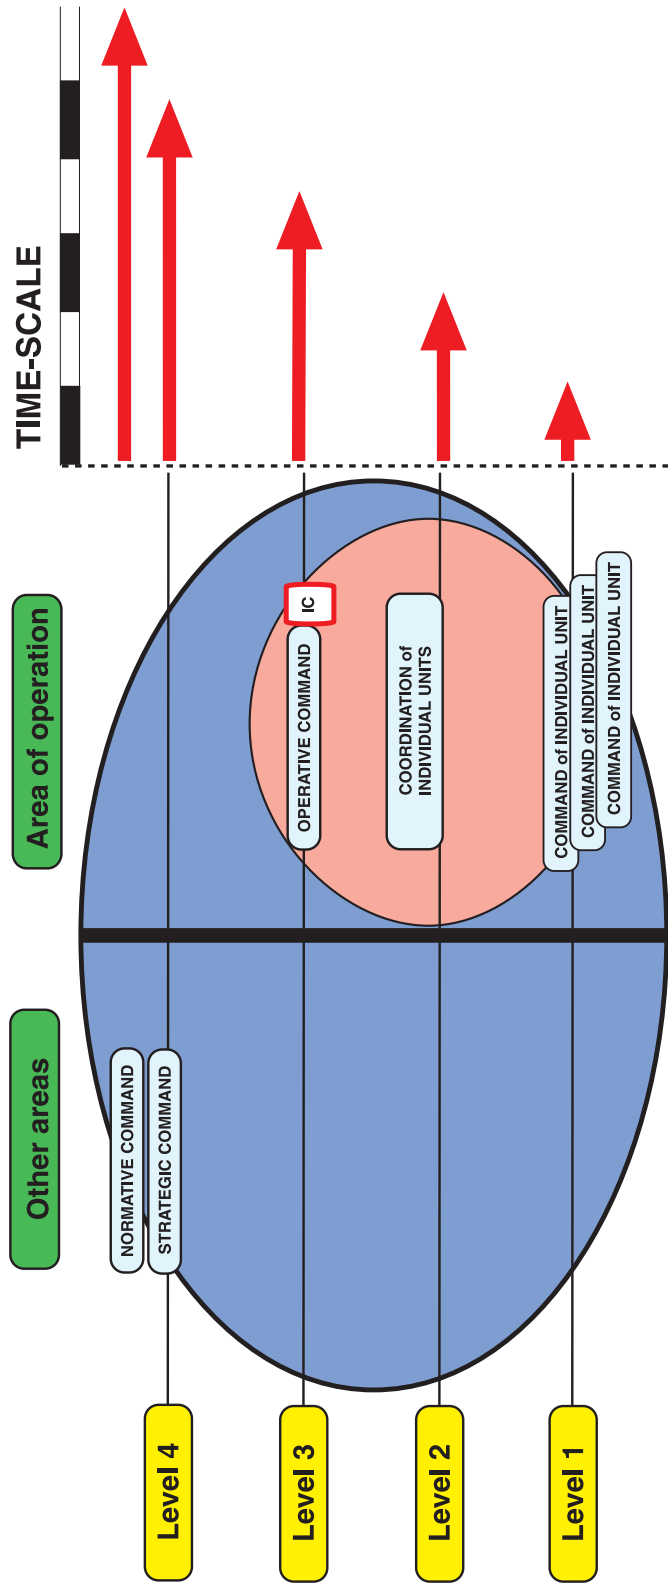 Other areas
Area of operation
TIME-SCALE
NORMATIVE COMMAND
Level 4
STRATEGIC COMMAND
Level 3
OPERATIVE COMMAND
IC
Level 2
COORDINATION of
INDIVIDUAL UNITS
Level 1
COMMAND of INDIVIDUAL UNIT
COMMAND of INDIVIDUAL UNIT
COMMAND of INDIVIDUAL UNIT